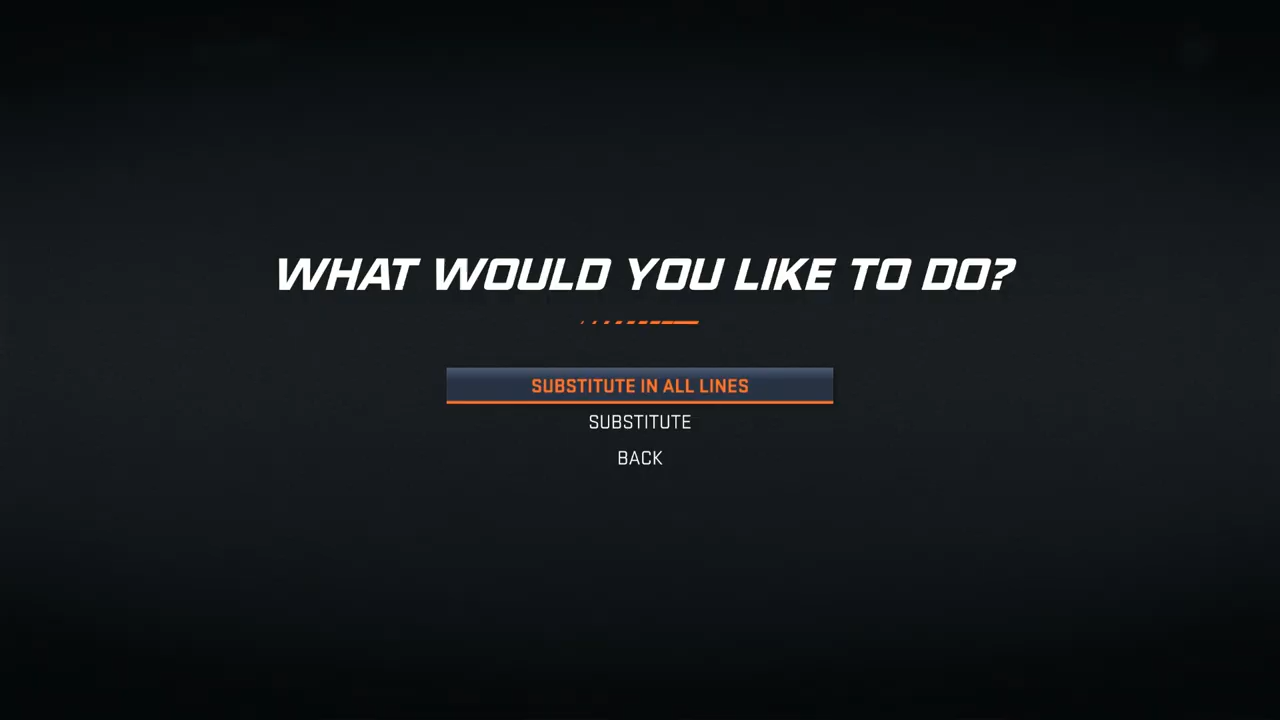 WHAT WOULD YOU LIKE TO DO?
SUBSTITUTE IN ALL LINES
SUBSTITUTE
BACK